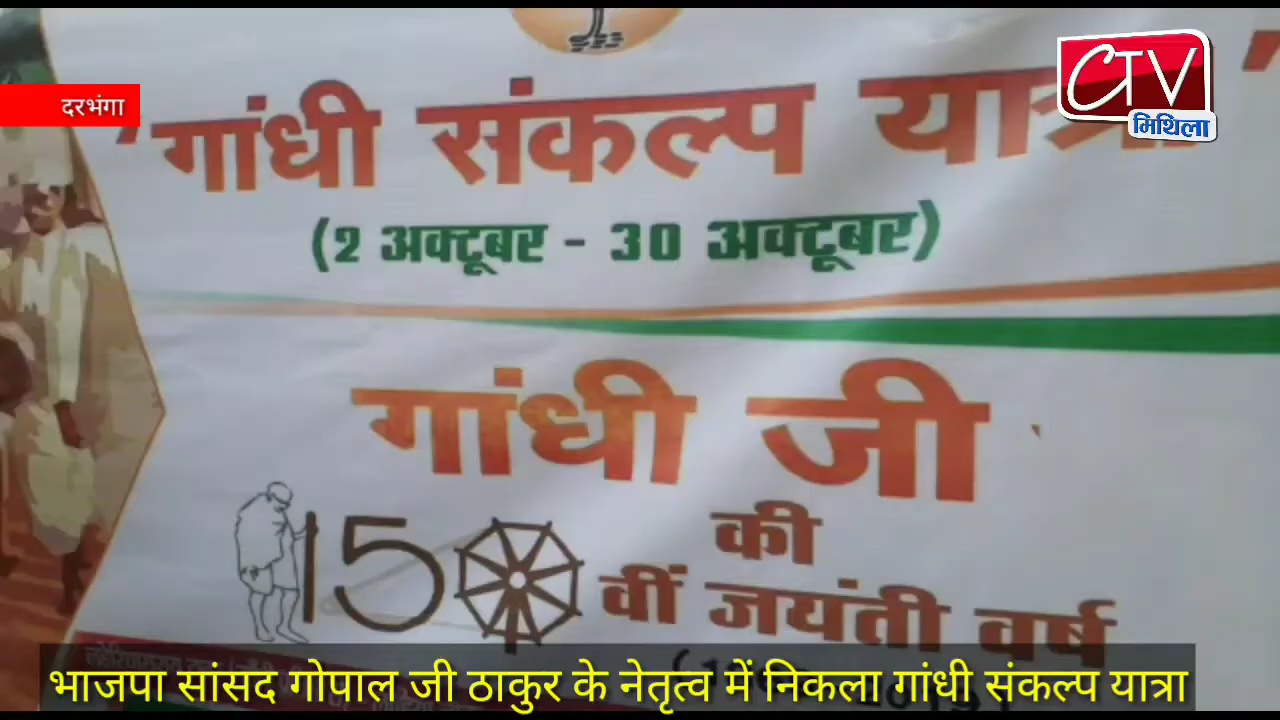 CTV
मिथिला
दरभंगा
'गांधी संकल्प यात्रा'
(2 अक्टूबर - 30 अक्टूबर)
गांधी जी
की
150 वीं जयंती वर्ष
भाजपा सांसद गोपाल जी ठाकुर के नेतृत्व में निकला गांधी संकल्प यात्रा